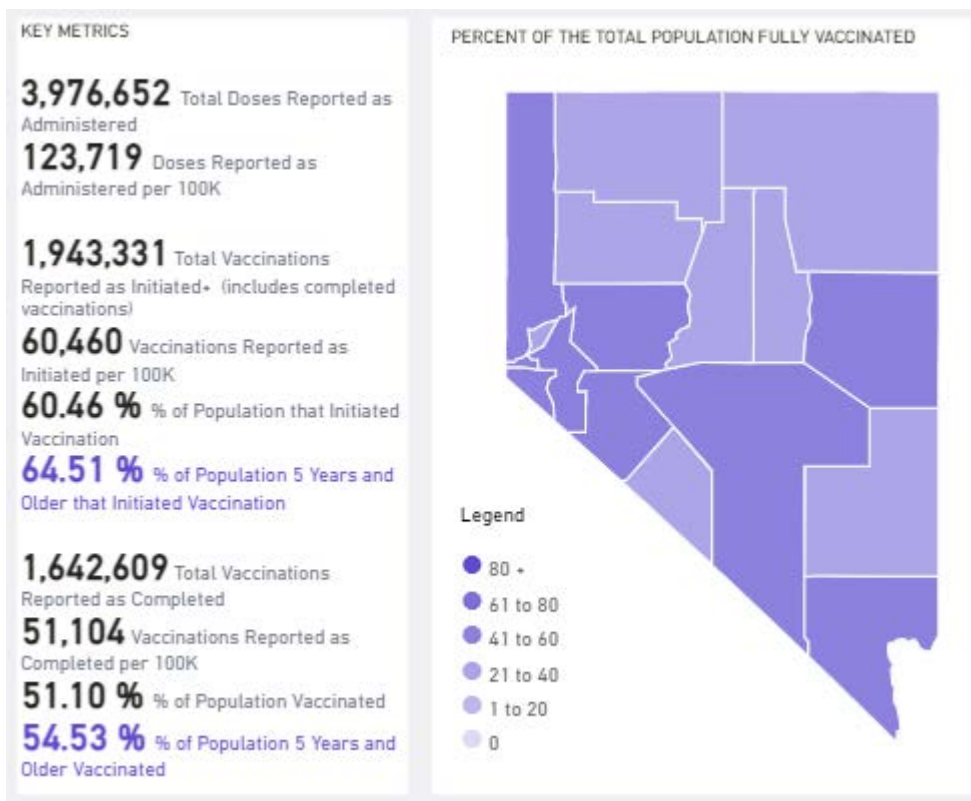 KEY METRICS
3,976,652 Total Doses Reported as
Administered
123,719 Doses Reported as
Administered per 100K
1,943,331 Total Vaccinations
Reported as Initiated+ (includes completed
vaccinations)
60,460 Vaccinations Reported as
Initiated per 100K
60.46 % % of Population that Initiated
Vaccination
64.51 % % of Population 5 Years and
Older that Initiated Vaccination
1,642,609 Total Vaccinations
Reported as Completed
51,104 Vaccinations Reported as
Completed per 100K
51.10 % % of Population Vaccinated
54.53 % % of Population 5 Years and
Older Vaccinated
PERCENT OF THE TOTAL POPULATION FULLY VACCINATED
Legend
80 +
61 to 80
41 to 60
21 to 40
1 to 20
0